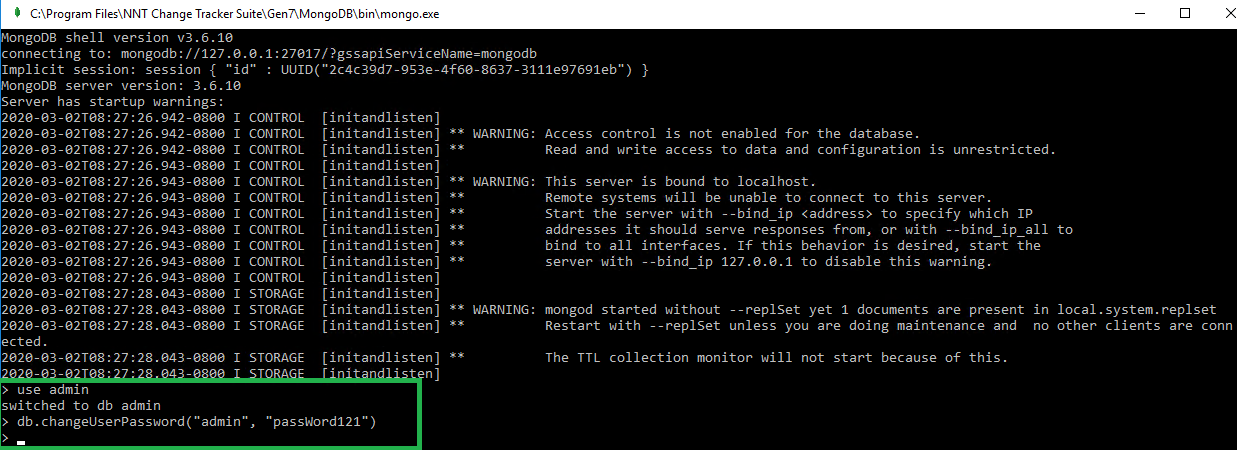 C:\Program Files\NNT Change Tracker Suite\Gen7\MongoDB\bin\mongo.exe
MongoDB shell version v3.6.10
connecting to: mongodb://127.0.0.1:27017/?gssapiServiceName=mongodb
Implicit session: session { "id" : UUID("2c4c39d7-953e-4f60-8637-3111e97691eb") }
MongoDB server version: 3.6.10
Server has startup warnings:
2020-03-02T08:27:26.942-0800 I CONTROL  [initandlisten]
2020-03-02T08:27:26.942-0800 I CONTROL  [initandlisten] ** WARNING: Access control is not enabled for the database.
2020-03-02T08:27:26.942-0800 I CONTROL  [initandlisten] **          Read and write access to data and configuration is unrestricted.
2020-03-02T08:27:26.943-0800 I CONTROL  [initandlisten]
2020-03-02T08:27:26.943-0800 I CONTROL  [initandlisten] ** WARNING: This server is bound to localhost.
2020-03-02T08:27:26.943-0800 I CONTROL  [initandlisten] **          Remote systems will be unable to connect to this server.
2020-03-02T08:27:26.943-0800 I CONTROL  [initandlisten] **          Start the server with --bind_ip <address> to specify which IP
2020-03-02T08:27:26.943-0800 I CONTROL  [initandlisten] **          addresses it should serve responses from, or with --bind_ip_all to
2020-03-02T08:27:26.943-0800 I CONTROL  [initandlisten] **          bind to all interfaces. If this behavior is desired, start the
2020-03-02T08:27:26.943-0800 I CONTROL  [initandlisten] **          server with --bind_ip 127.0.0.1 to disable this warning.
2020-03-02T08:27:26.943-0800 I CONTROL  [initandlisten]
2020-03-02T08:27:28.043-0800 I STORAGE  [initandlisten]
2020-03-02T08:27:28.043-0800 I STORAGE  [initandlisten] ** WARNING: mongod started without --replSet yet 1 documents are present in local.system.replset
2020-03-02T08:27:28.043-0800 I STORAGE  [initandlisten] **          Restart with --replSet unless you are doing maintenance and  no other clients are conn
ected.
2020-03-02T08:27:28.043-0800 I STORAGE  [initandlisten] **          The TTL collection monitor will not start because of this.
2020-03-02T08:27:28.043-0800 I STORAGE  [initandlisten]
> use admin
switched to db admin
> db.changeUserPassword("admin", "passWord121")
>